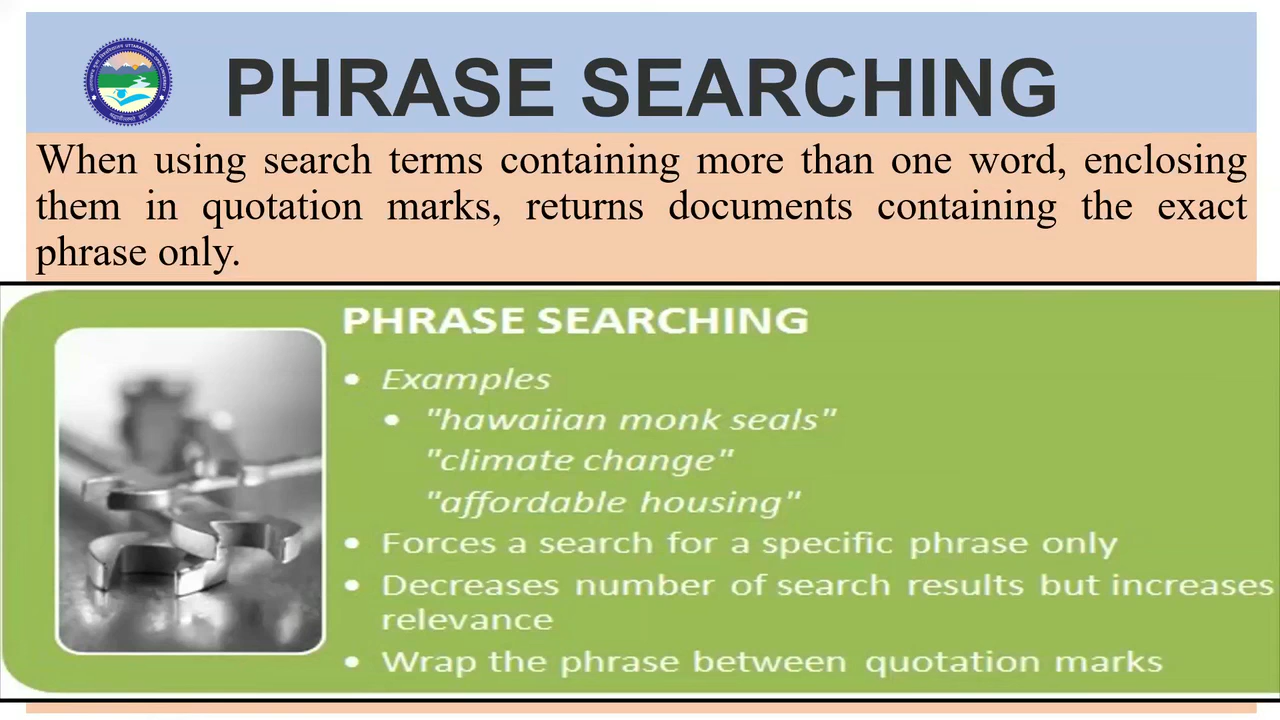 PHRASE SEARCHING
When using search terms containing more than one word, enclosing
them in quotation marks, returns documents containing the exact
phrase only.
PHRASE SEARCHING
• Examples
• "hawaiian monk seals"
"climate change"
"affordable housing"
• Forces a search for a specific phrase only
• Decreases number of search results but increases
relevance
• Wrap the phrase between quotation marks